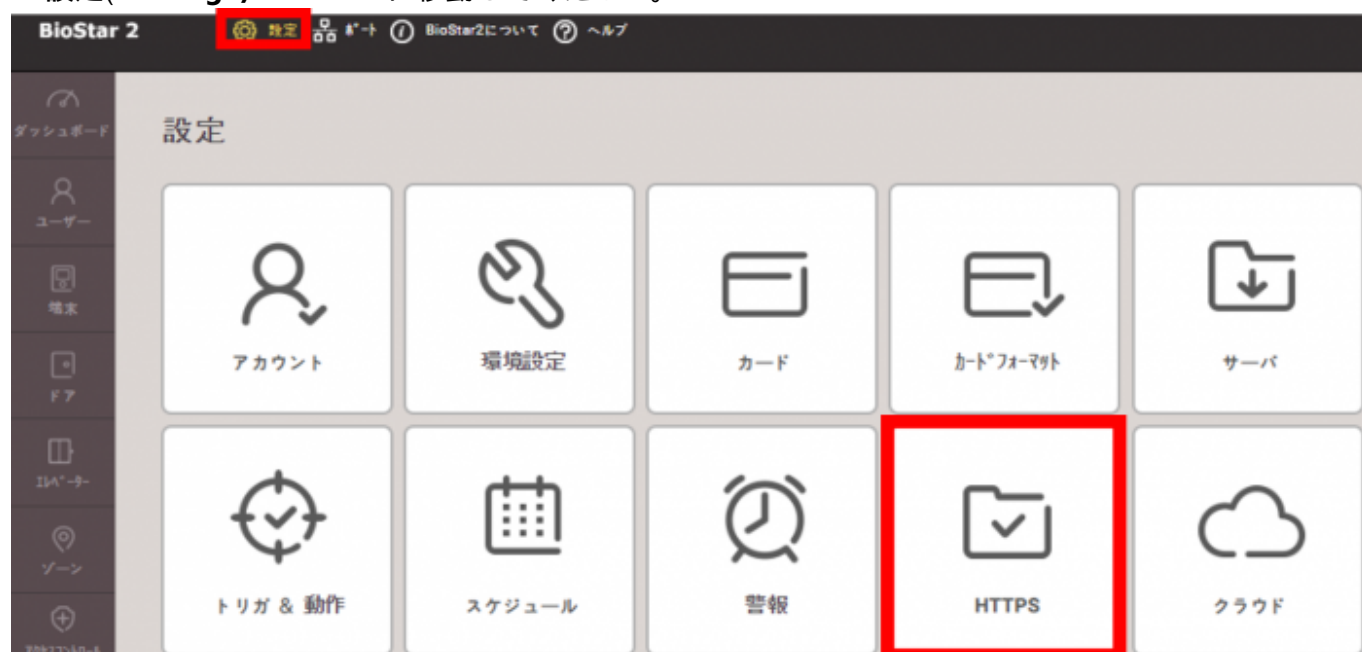 BioStar 2 設定 ポート BioStar2について ヘルプ
ダッシュボード
設定
ユーザー
端末
アカウント 環境設定 カード カードフォーマット サーバ
ドア
エレベーター
ゾーン
トリガ & 動作 スケジュール 警報 HTTPS クラウド